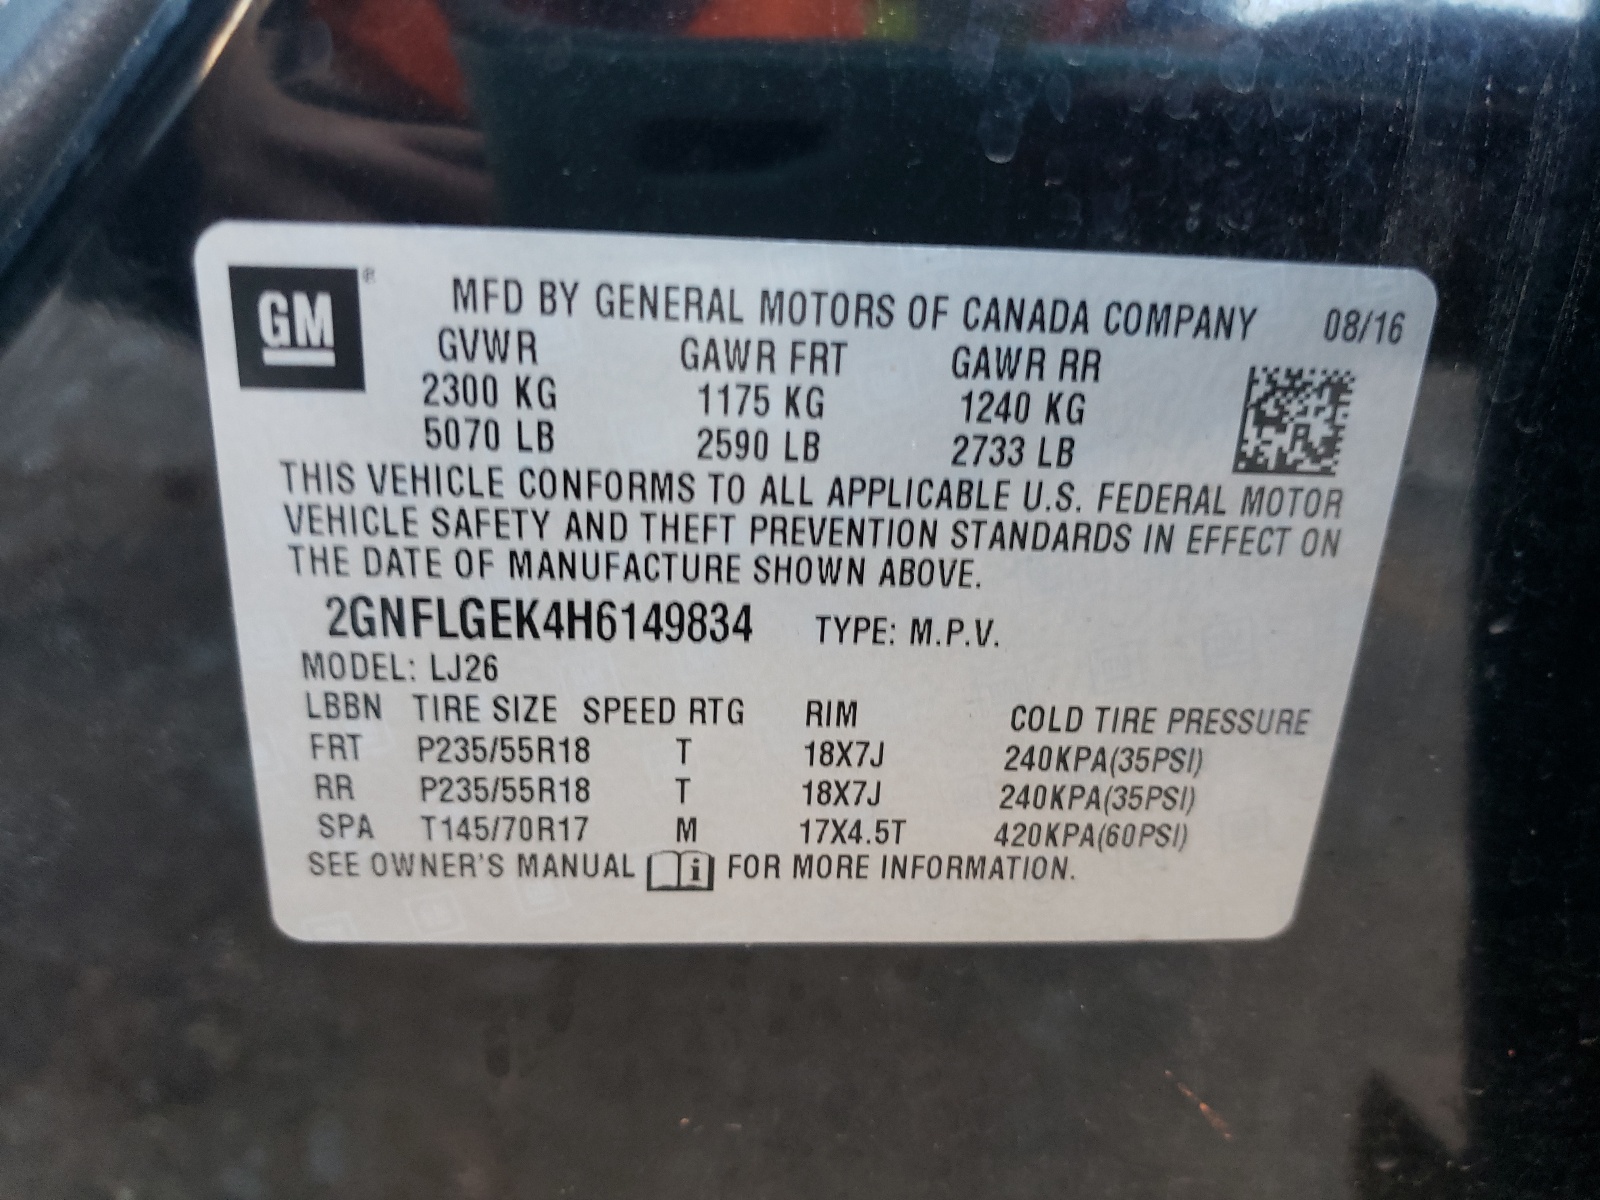 GM ®
MFD BY GENERAL MOTORS OF CANADA COMPANY 08/16
GVWR GAWR FRT GAWR RR
2300 KG 1175 KG 1240 KG
5070 LB 2590 LB 2733 LB
THIS VEHICLE CONFORMS TO ALL APPLICABLE U.S. FEDERAL MOTOR
VEHICLE SAFETY AND THEFT PREVENTION STANDARDS IN EFFECT ON
THE DATE OF MANUFACTURE SHOWN ABOVE.
2GNFLGEK4H6149834 TYPE: M.P.V.
MODEL: LJ26
LBBN TIRE SIZE SPEED RTG RIM COLD TIRE PRESSURE
FRT P235/55R18 T 18X7J 240KPA(35PSI)
RR P235/55R18 T 18X7J 240KPA(35PSI)
SPA T145/70R17 M 17X4.5T 420KPA(60PSI)
SEE OWNER'S MANUAL i FOR MORE INFORMATION.